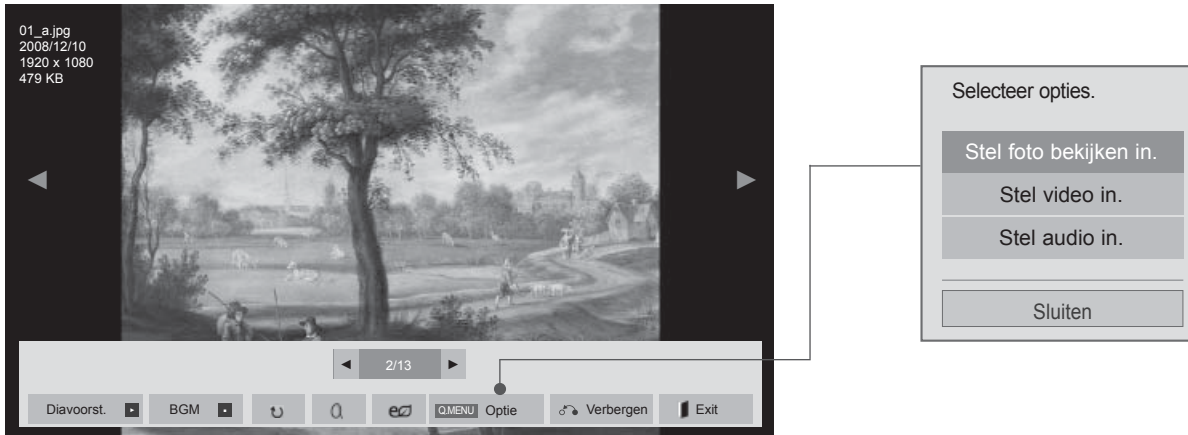 01_a.jpg
2008/12/10
1920 x 1080
479 KB
2/13
Diavoorst.
BGM
Q.MENU Optie
Verbergen
Exit
Selecteer opties.
Stel foto bekijken in.
Stel video in.
Stel audio in.
Sluiten